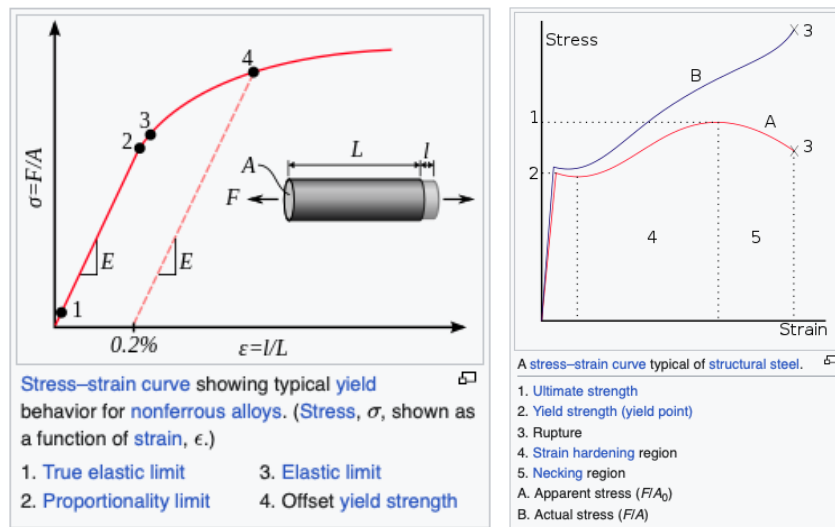 σ=F/A
4
3
2
A
L
l
F
E
E
1
0.2%
ε=l/L
Stress–strain curve showing typical yield
behavior for nonferrous alloys. (Stress, σ, shown as
a function of strain, ϵ.)
1. True elastic limit
2. Proportionality limit
3. Elastic limit
4. Offset yield strength
Stress
3
B
1
A
3
2
4
5
Strain
A stress–strain curve typical of structural steel.
1. Ultimate strength
2. Yield strength (yield point)
3. Rupture
4. Strain hardening region
5. Necking region
A. Apparent stress (F/A₀)
B. Actual stress (F/A)